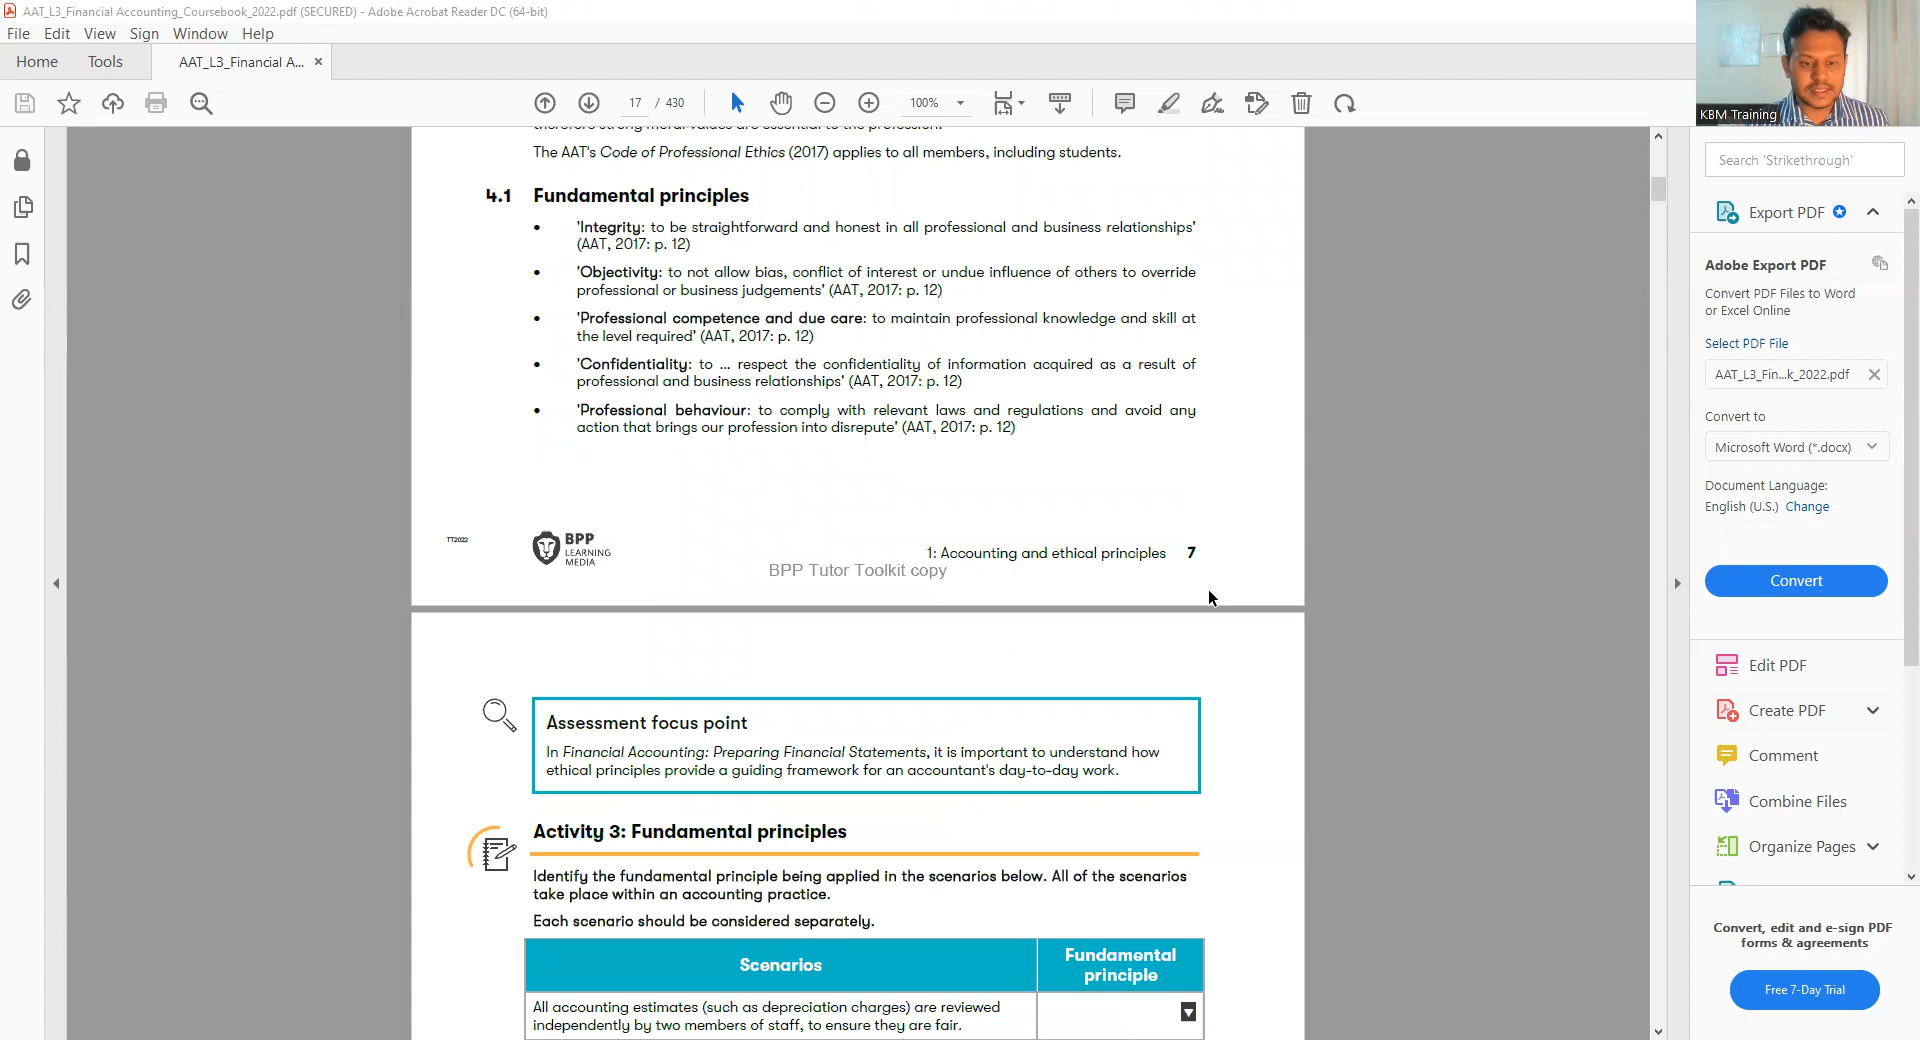 AAT_L3_Financial Accounting_Coursebook_2022.pdf (SECURED) - Adobe Acrobat Reader DC (64-bit)
File Edit View Sign Window Help
Home Tools AAT_L3_Financial A... ×
17 / 430 100%
KBM Training
therefore strong moral values are essential to the profession.
The AAT's Code of Professional Ethics (2017) applies to all members, including students.
4.1 Fundamental principles
• 'Integrity: to be straightforward and honest in all professional and business relationships'
(AAT, 2017: p. 12)
• 'Objectivity: to not allow bias, conflict of interest or undue influence of others to override
professional or business judgements' (AAT, 2017: p. 12)
• 'Professional competence and due care: to maintain professional knowledge and skill at
the level required' (AAT, 2017: p. 12)
• 'Confidentiality: to ... respect the confidentiality of information acquired as a result of
professional and business relationships' (AAT, 2017: p. 12)
• 'Professional behaviour: to comply with relevant laws and regulations and avoid any
action that brings our profession into disrepute' (AAT, 2017: p. 12)
TT2022
BPP
LEARNING
MEDIA
1: Accounting and ethical principles 7
BPP Tutor Toolkit copy
Assessment focus point
In Financial Accounting: Preparing Financial Statements, it is important to understand how
ethical principles provide a guiding framework for an accountant's day-to-day work.
Activity 3: Fundamental principles
Identify the fundamental principle being applied in the scenarios below. All of the scenarios
take place within an accounting practice.
Each scenario should be considered separately.
Scenarios
Fundamental
principle
All accounting estimates (such as depreciation charges) are reviewed
independently by two members of staff, to ensure they are fair.
Search 'Strikethrough'
Export PDF
Adobe Export PDF
Convert PDF Files to Word
or Excel Online
Select PDF File
AAT_L3_Fin...k_2022.pdf ×
Convert to
Microsoft Word (*.docx)
Document Language:
English (U.S.) Change
Convert
Edit PDF
Create PDF
Comment
Combine Files
Organize Pages
Convert, edit and e-sign PDF
forms & agreements
Free 7-Day Trial